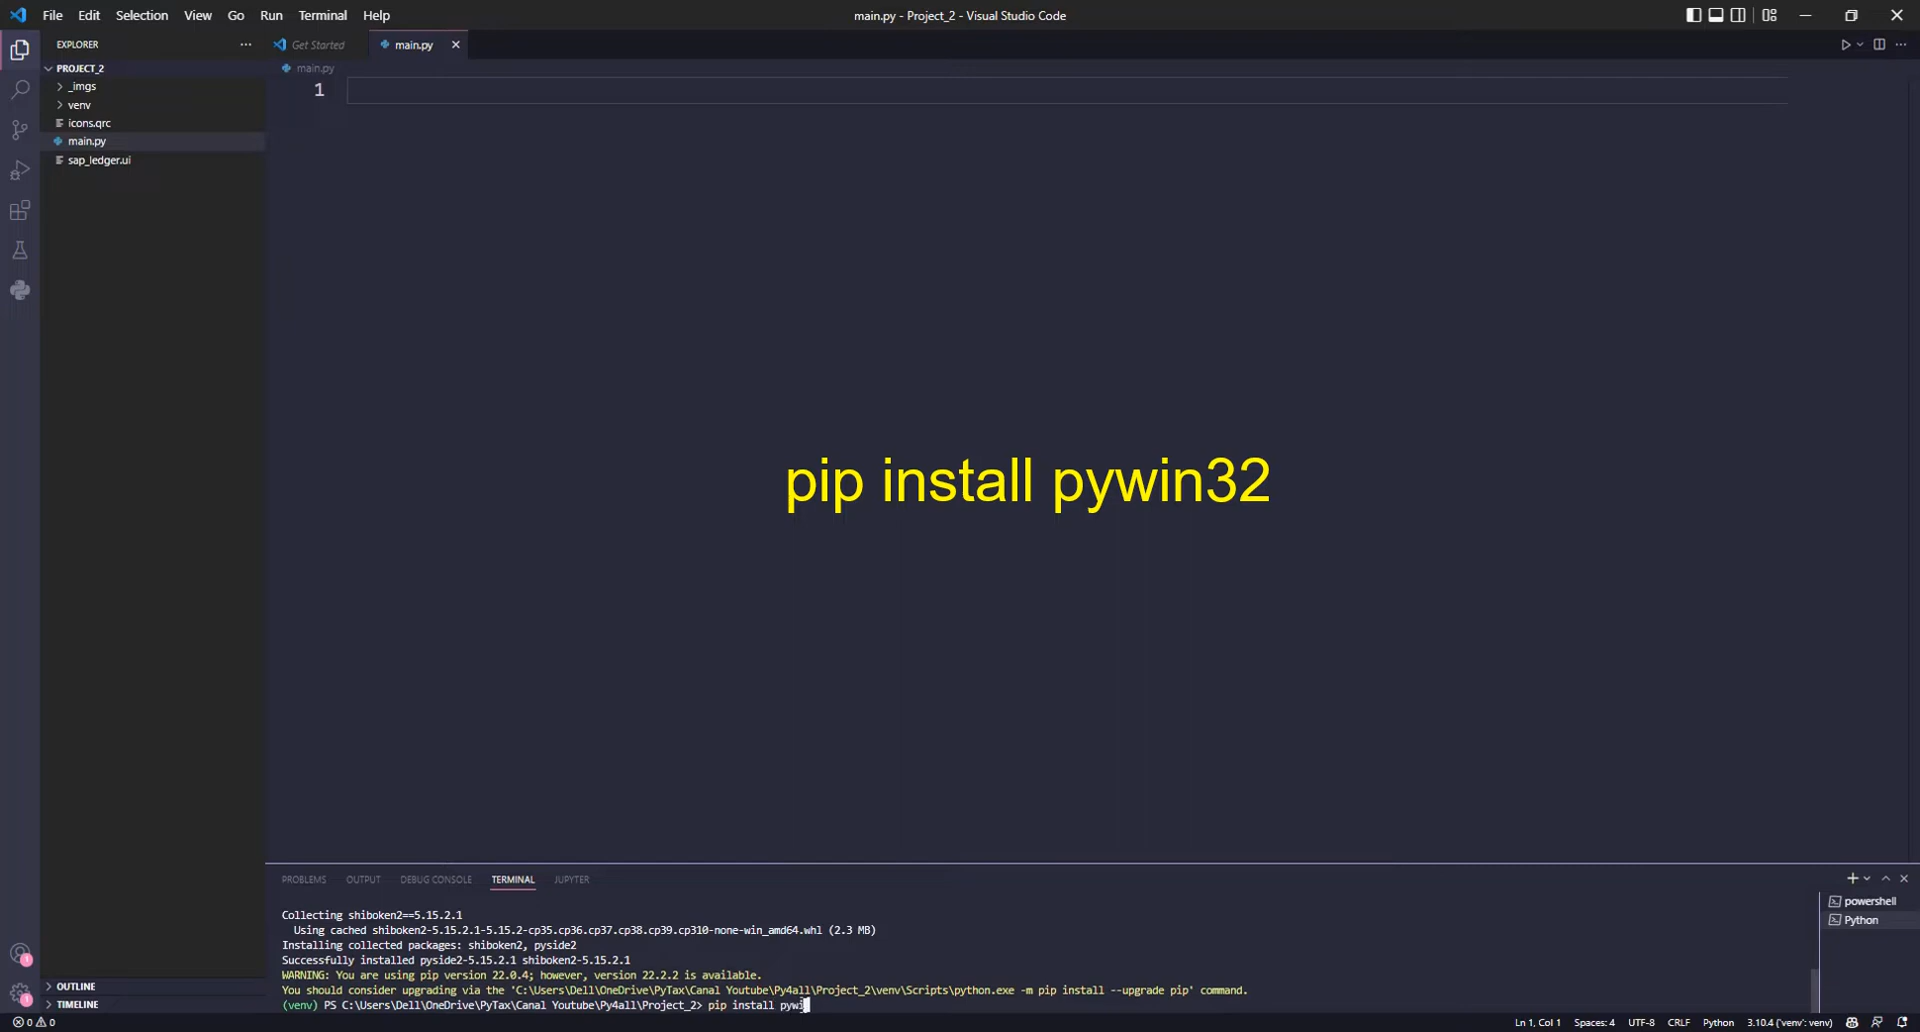 File Edit Selection View Go Run Terminal Help
main.py - Project_2 - Visual Studio Code
EXPLORER
Get Started
main.py
PROJECT_2
main.py
_imgs
1
venv
icons.qrc
main.py
sap_ledger.ui
pip install pywin32
PROBLEMS OUTPUT DEBUG CONSOLE TERMINAL JUPYTER
powershell
Python
Collecting shiboken2==5.15.2.1
Using cached shiboken2-5.15.2.1-5.15.2-cp35.cp36.cp37.cp38.cp39.cp310-none-win_amd64.whl (2.3 MB)
Installing collected packages: shiboken2, pyside2
Successfully installed pyside2-5.15.2.1 shiboken2-5.15.2.1
WARNING: You are using pip version 22.0.4; however, version 22.2.2 is available.
You should consider upgrading via the 'C:\Users\Dell\OneDrive\PyTax\Canal Youtube\Py4all\Project_2\venv\Scripts\python.exe -m pip install --upgrade pip' command.
(venv) PS C:\Users\Dell\OneDrive\PyTax\Canal Youtube\Py4all\Project_2> pip install pywi
1
OUTLINE
1
TIMELINE
0 0
Ln 1, Col 1 Spaces: 4 UTF-8 CRLF Python 3.10.4 ('venv': venv)